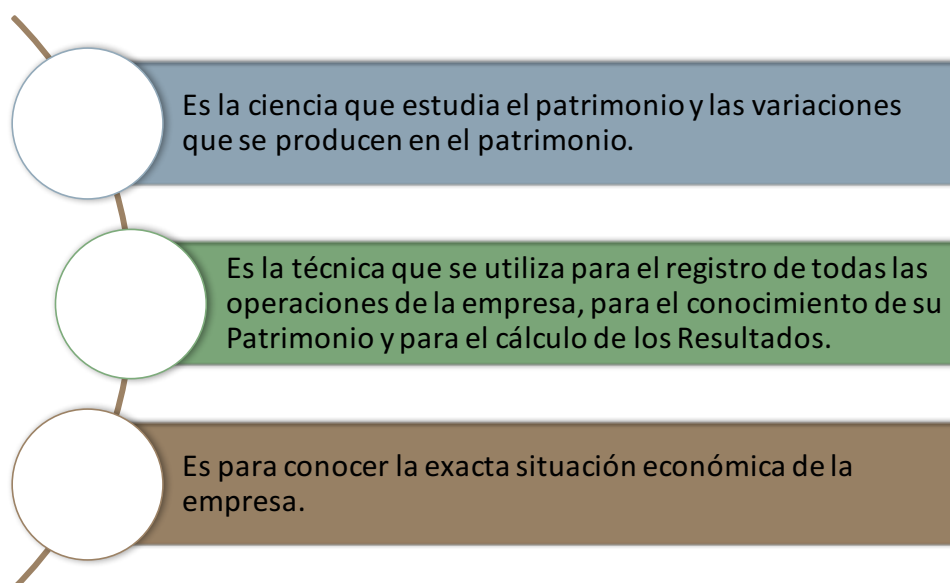 Es la ciencia que estudia el patrimonio y las variaciones
que se producen en el patrimonio.
Es la técnica que se utiliza para el registro de todas las
operaciones de la empresa, para el conocimiento de su
Patrimonio y para el cálculo de los Resultados.
Es para conocer la exacta situación económica de la
empresa.